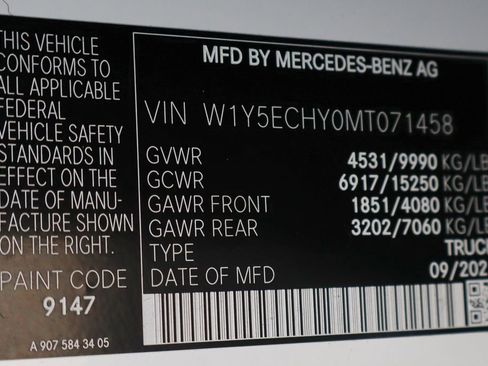 THIS VEHICLE
CONFORMS TO
ALL APPLICABLE
FEDERAL
VEHICLE SAFETY
STANDARDS IN
EFFECT ON THE
DATE OF MANU-
FACTURE SHOWN
ON THE RIGHT.
PAINT CODE
9147
A 907 584 34 05
MFD BY MERCEDES-BENZ AG
VIN W1Y5ECHY0MT071458
GVWR 4531/9990 KG/LB
GCWR 6917/15250 KG/LB
GAWR FRONT 1851/4080 KG/LB
GAWR REAR 3202/7060 KG/LB
TYPE TRUCK
DATE OF MFD 09/202